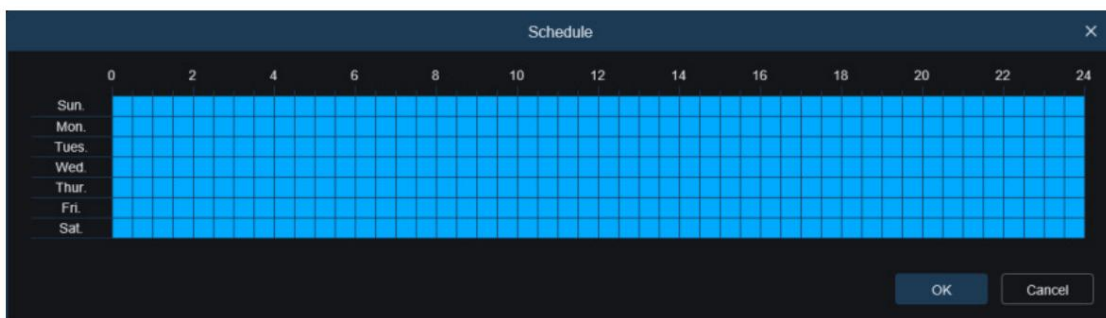 Schedule ×
0 2 4 6 8 10 12 14 16 18 20 22 24
Sun.
Mon.
Tues.
Wed.
Thur.
Fri.
Sat.
OK Cancel